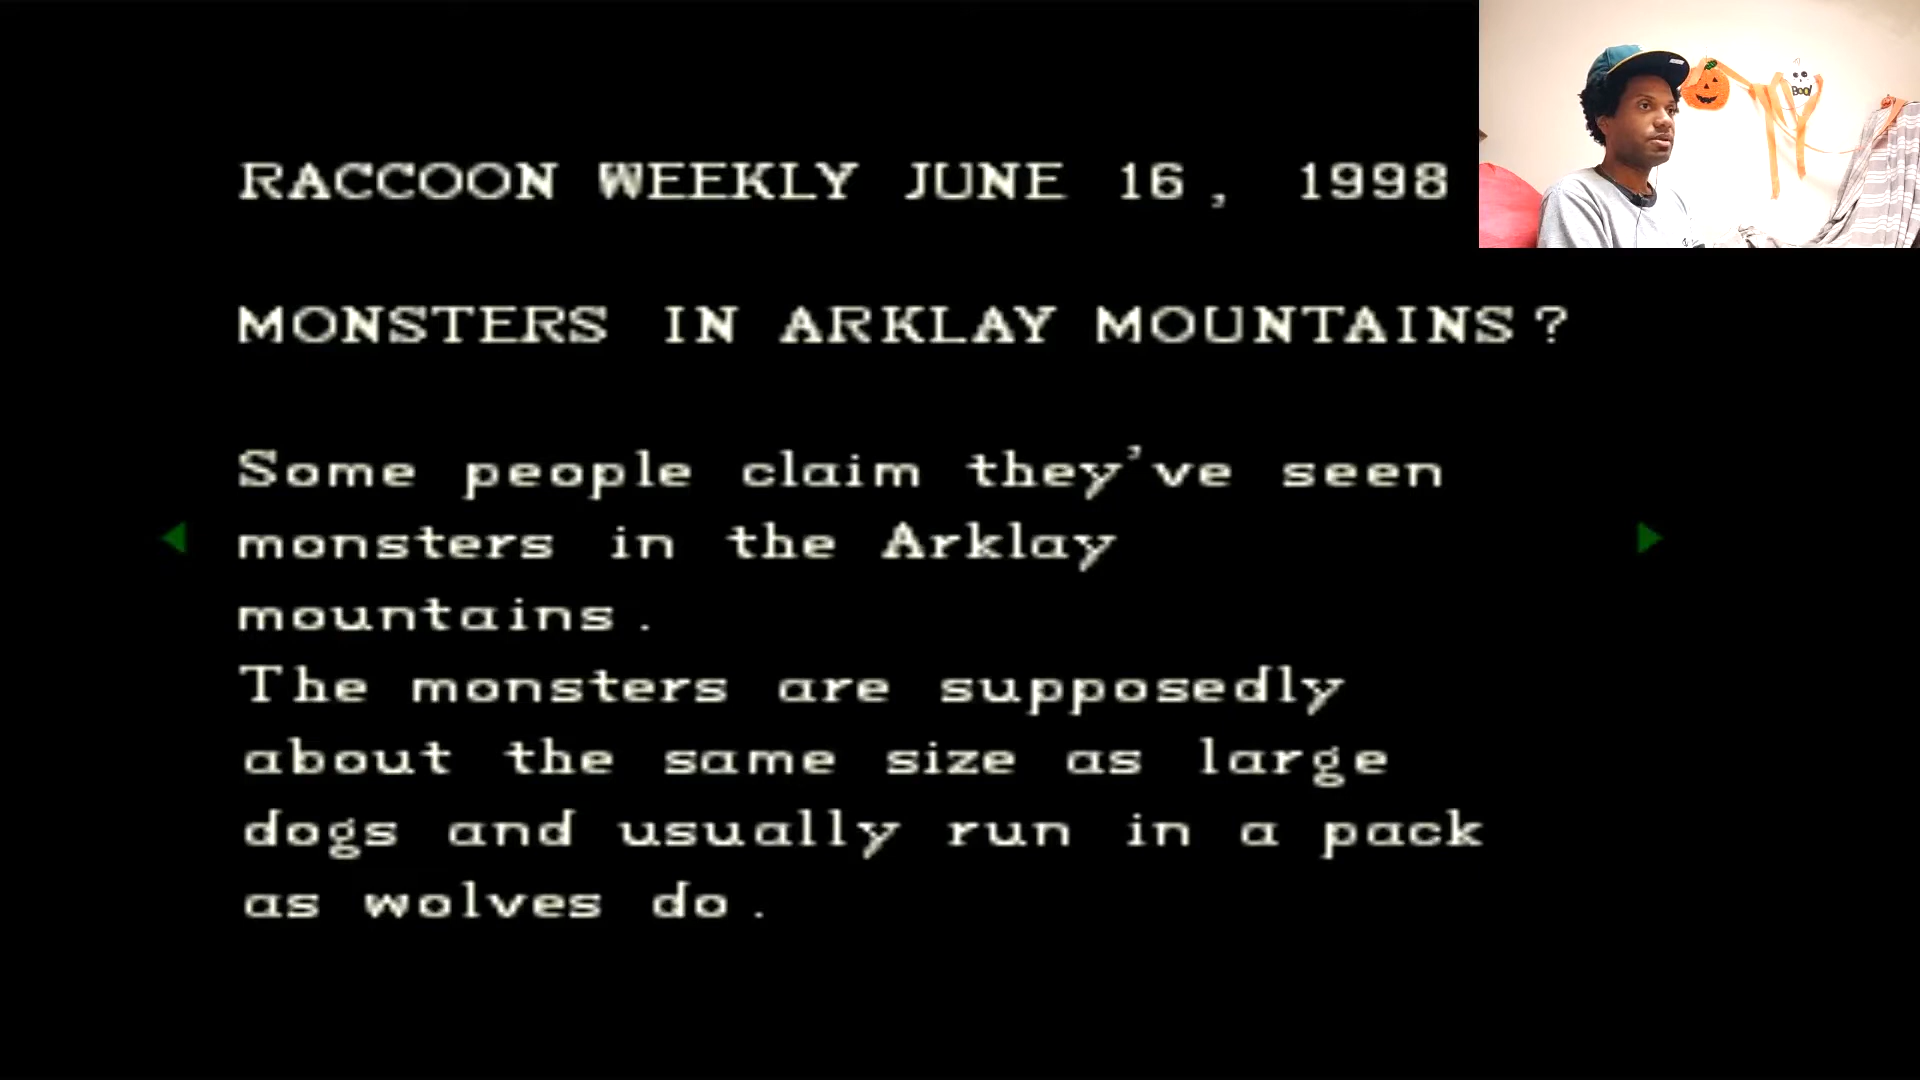 RACCOON WEEKLY JUNE 16, 1998
MONSTERS IN ARKLAY MOUNTAINS?
Some people claim they've seen
monsters in the Arklay
mountains.
The monsters are supposedly
about the same size as large
dogs and usually run in a pack
as wolves do.
Boo!